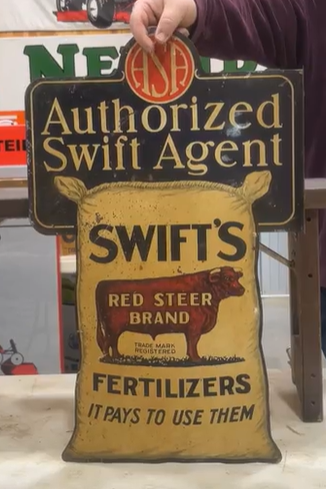 ASA
Authorized
Swift Agent
SWIFT'S
RED STEER
BRAND
TRADE MARK
REGISTERED
FERTILIZERS
IT PAYS TO USE THEM